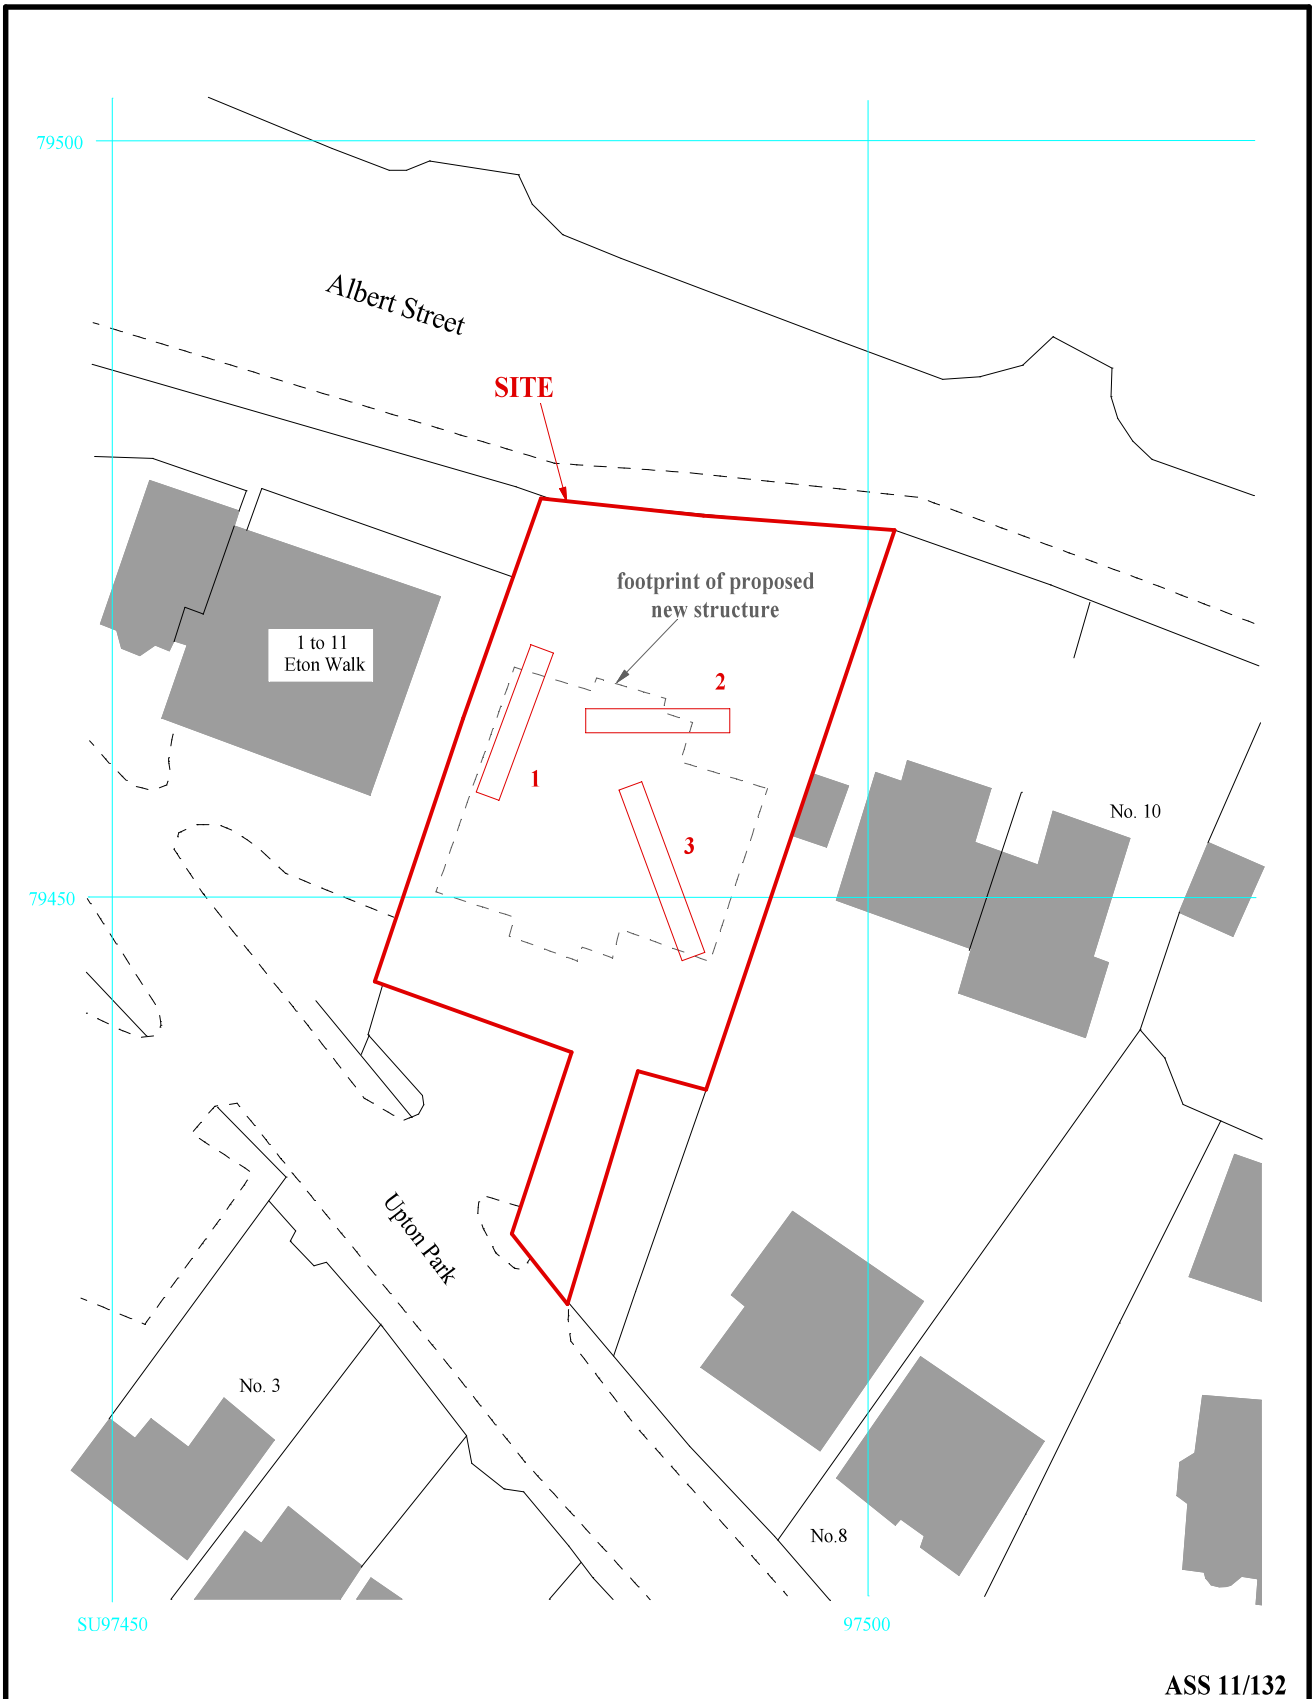 79500
Albert Street
SITE
footprint of proposed
new structure
1 to 11
Eton Walk
2
1
No. 10
3
79450
Upton Park
No. 3
No.8
SU97450
97500
ASS 11/132